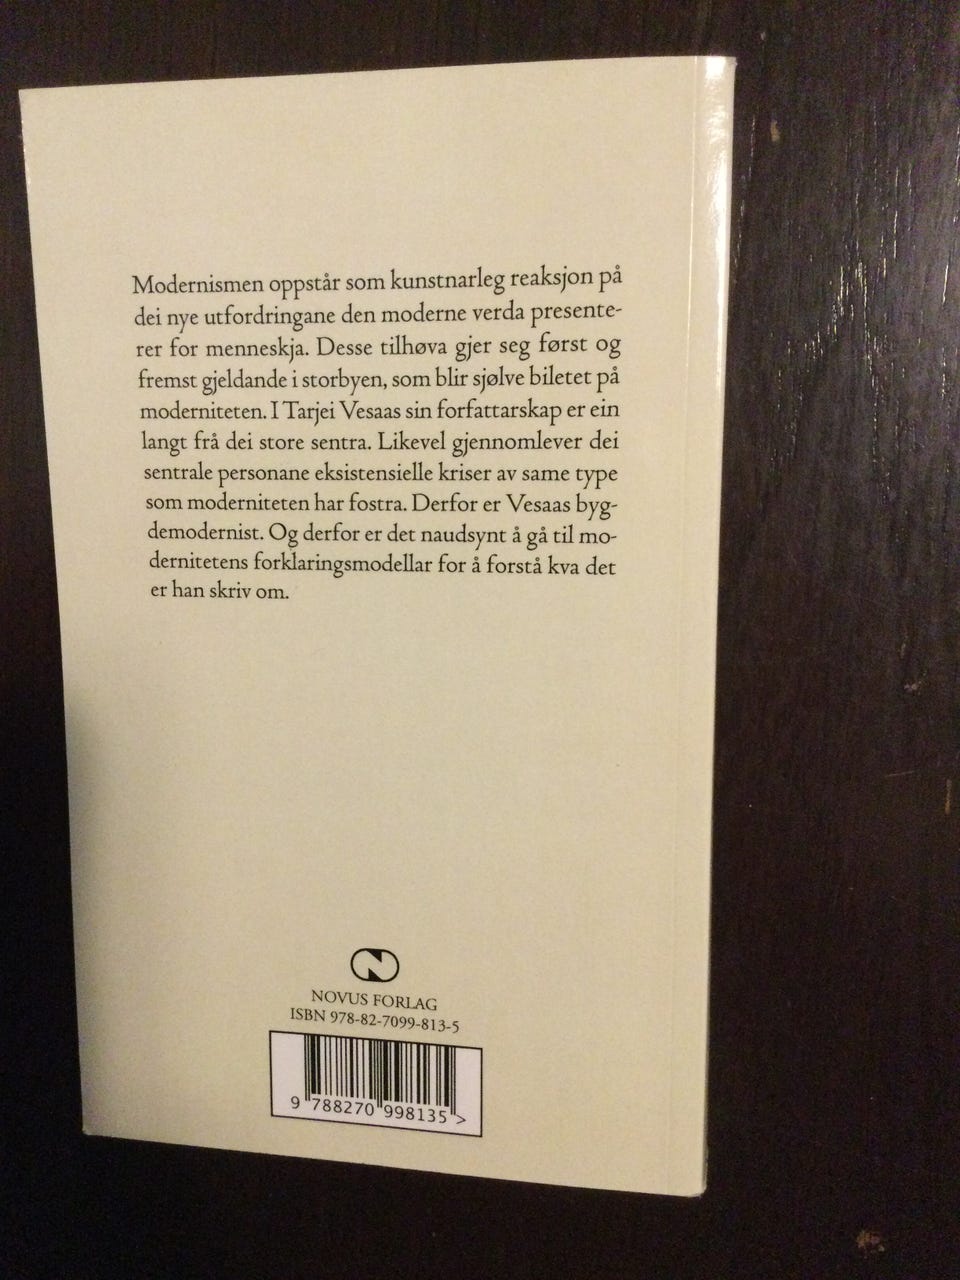 Modernismen oppstår som kunstnarleg reaksjon på
dei nye utfordringane den moderne verda presente-
rer for menneskja. Desse tilhøva gjer seg først og
fremst gjeldande i storbyen, som blir sjølve biletet på
moderniteten. I Tarjei Vesaas sin forfattarskap er ein
langt frå dei store sentra. Likevel gjennomlever dei
sentrale personane eksistensielle kriser av same type
som moderniteten har fostra. Derfor er Vesaas byg-
demodernist. Og derfor er det naudsynt å gå til mo-
dernitetens forklaringsmodellar for å forstå kva det
er han skriv om.
NOVUS FORLAG
ISBN 978-82-7099-813-5
9 788270 998135 >